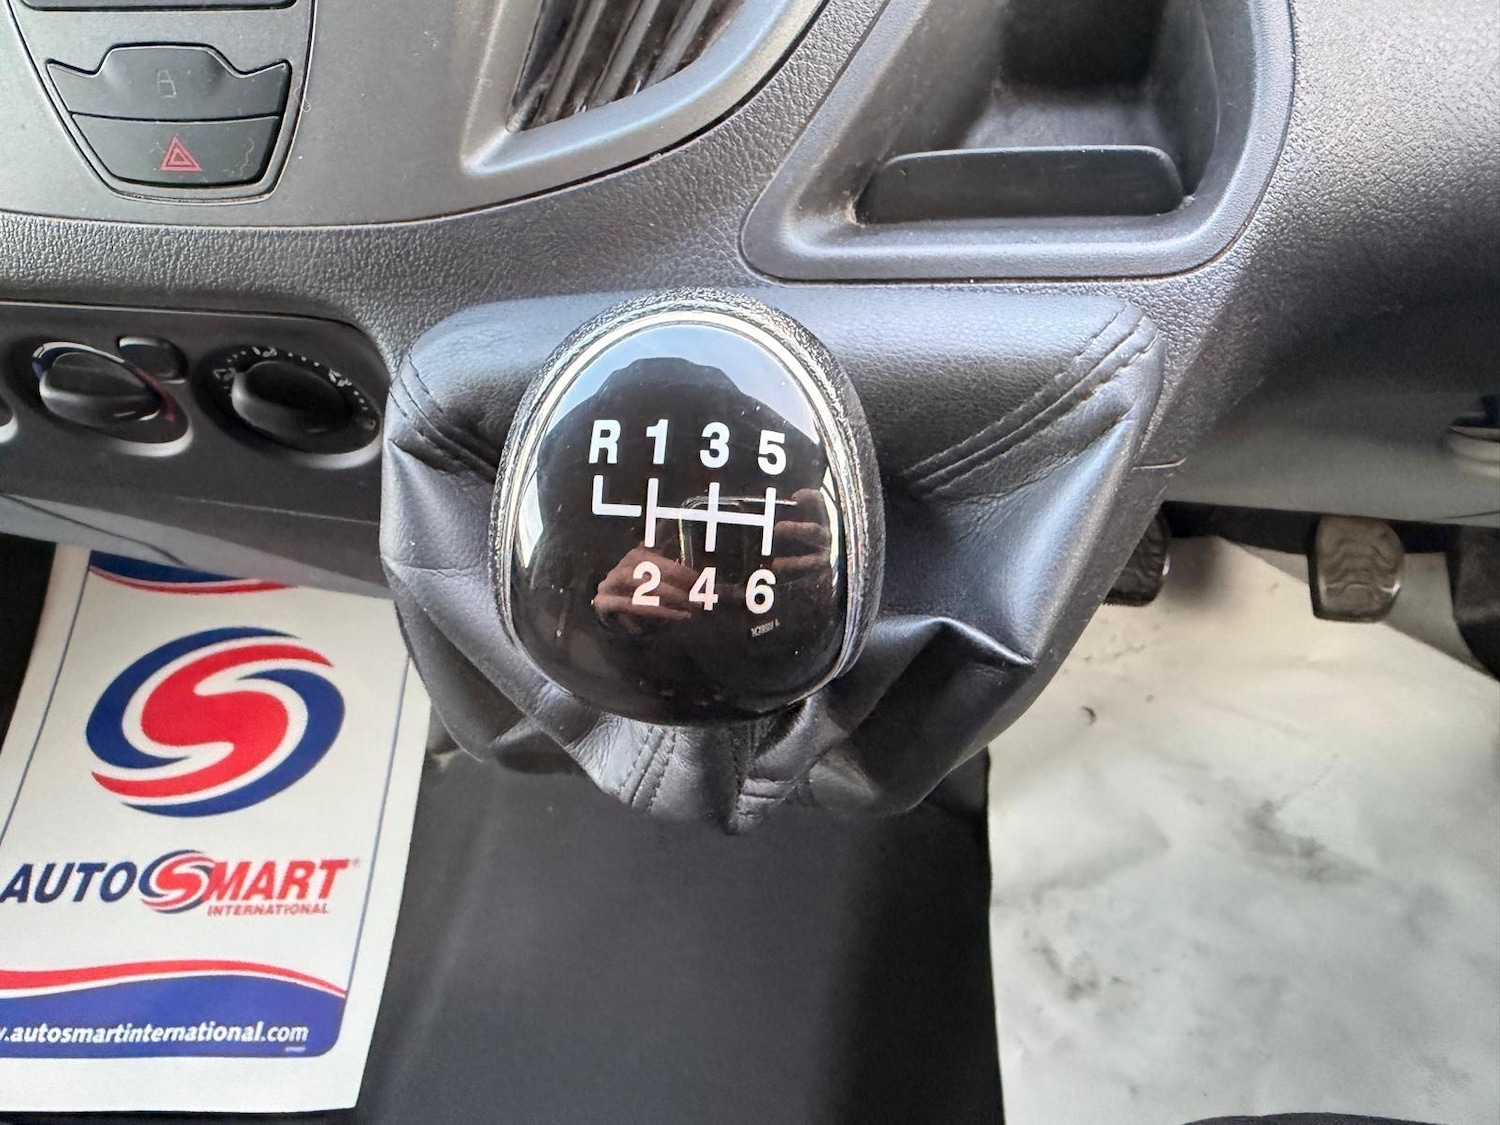 R 1 3 5
2 4 6
AUTOSMART®
INTERNATIONAL
.autosmartinternational.com